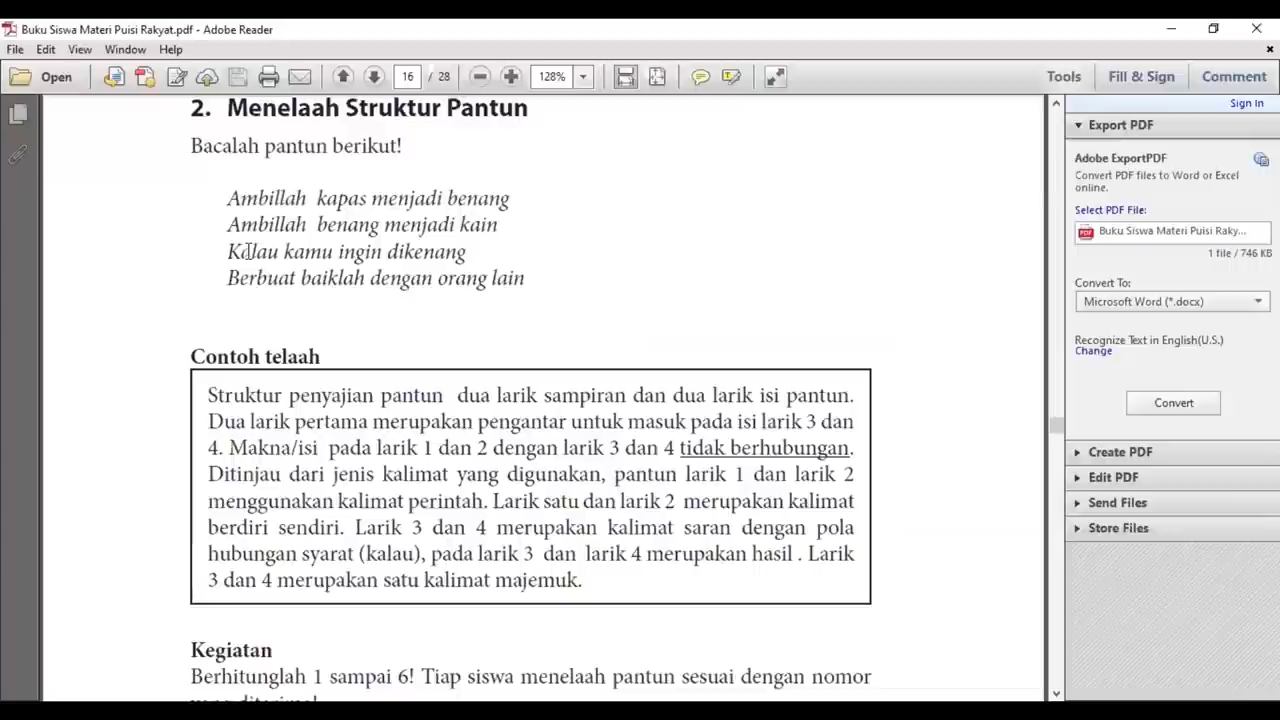 Buku Siswa Materi Puisi Rakyat.pdf - Adobe Reader
File Edit View Window Help
Open 16 / 28 128% Tools Fill & Sign Comment
Sign In
Export PDF
Adobe ExportPDF
Convert PDF files to Word or Excel
online.
Select PDF File:
Buku Siswa Materi Puisi Raky...
1 file / 746 KB
Convert To:
Microsoft Word (*.docx)
Recognize Text in English(U.S.)
Change
Convert
Create PDF
Edit PDF
Send Files
Store Files
2. Menelaah Struktur Pantun
Bacalah pantun berikut!
Ambillah kapas menjadi benang
Ambillah benang menjadi kain
Kalau kamu ingin dikenang
Berbuat baiklah dengan orang lain
Contoh telaah
Struktur penyajian pantun dua larik sampiran dan dua larik isi pantun.
Dua larik pertama merupakan pengantar untuk masuk pada isi larik 3 dan
4. Makna/isi pada larik 1 dan 2 dengan larik 3 dan 4 tidak berhubungan.
Ditinjau dari jenis kalimat yang digunakan, pantun larik 1 dan larik 2
menggunakan kalimat perintah. Larik satu dan larik 2 merupakan kalimat
berdiri sendiri. Larik 3 dan 4 merupakan kalimat saran dengan pola
hubungan syarat (kalau), pada larik 3 dan larik 4 merupakan hasil . Larik
3 dan 4 merupakan satu kalimat majemuk.
Kegiatan
Berhitunglah 1 sampai 6! Tiap siswa menelaah pantun sesuai dengan nomor